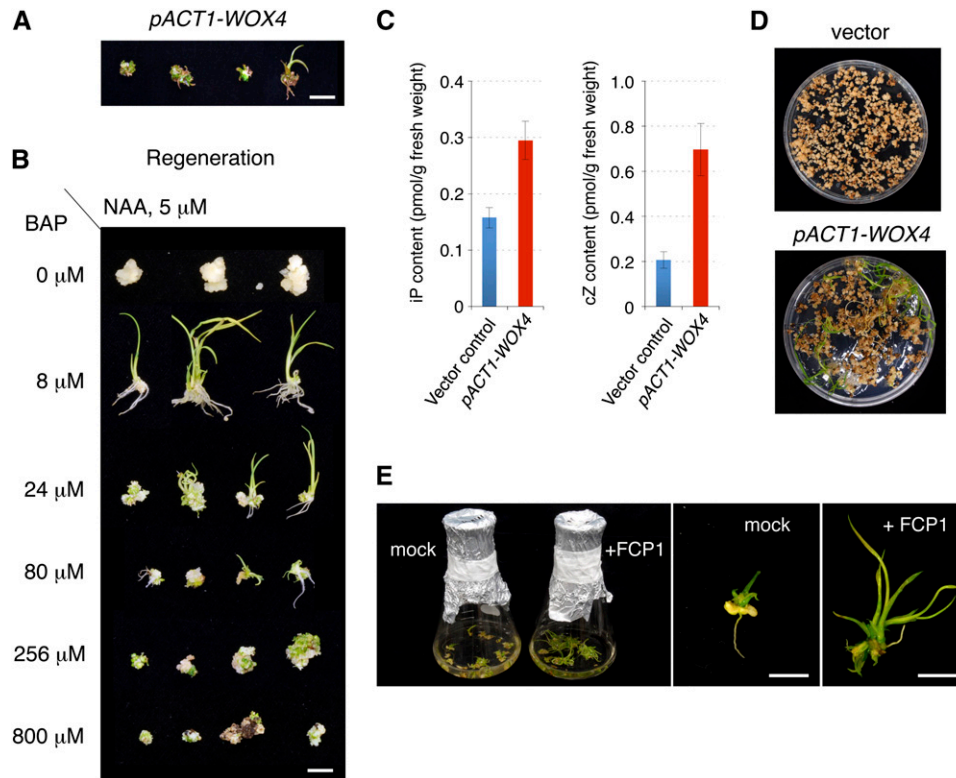 A
pACT1-WOX4
B
Regeneration
NAA, 5 µM
BAP
0 µM
8 µM
24 µM
80 µM
256 µM
800 µM
C
iP content (pmol/g fresh weight)
0.4
0.3
0.2
0.1
0
Vector control
pACT1-WOX4
cZ content (pmol/g fresh weight)
1.0
0.8
0.6
0.4
0.2
0
Vector control
pACT1-WOX4
D
vector
pACT1-WOX4
E
mock
+FCP1
mock
+ FCP1